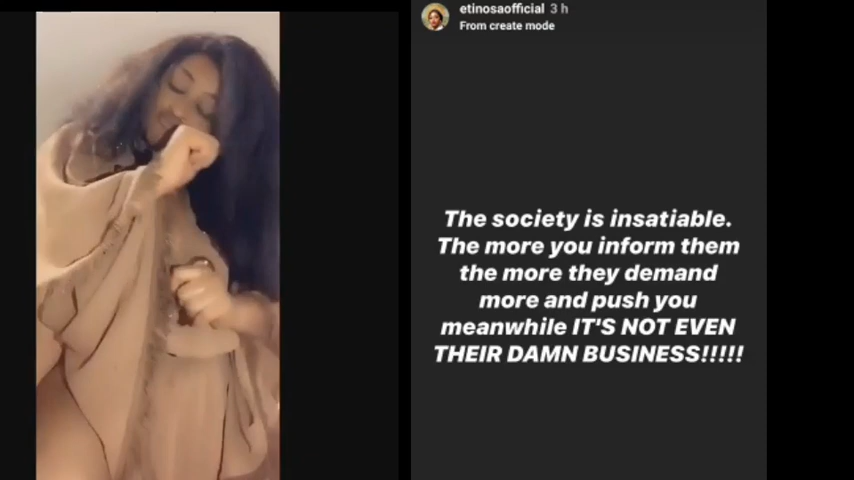 etinosaofficial 3 h
From create mode
The society is insatiable.
The more you inform them
the more they demand
more and push you
meanwhile IT'S NOT EVEN
THEIR DAMN BUSINESS!!!!!